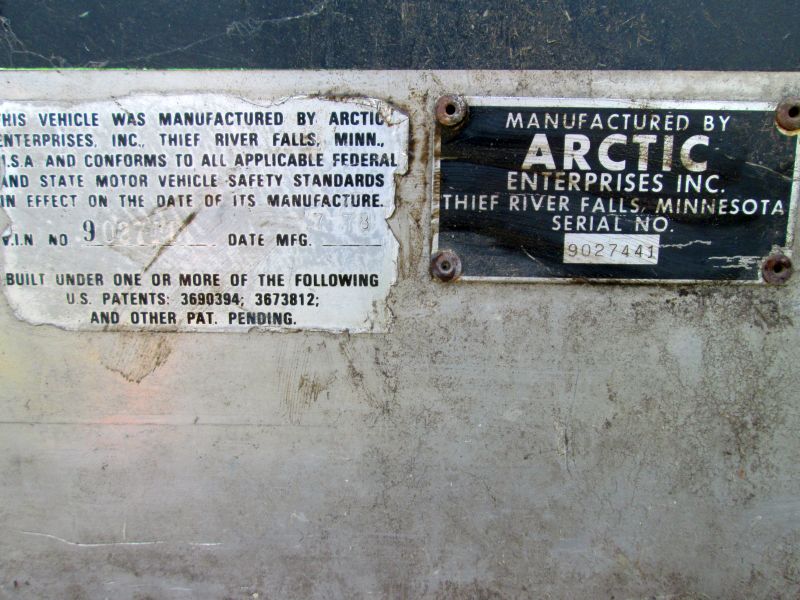 HIS VEHICLE WAS MANUFACTURED BY ARCTIC
ENTERPRISES, INC., THIEF RIVER FALLS, MINN.,
.S.A AND CONFORMS TO ALL APPLICABLE FEDERAL
AND STATE MOTOR VEHICLE SAFETY STANDARDS
IN EFFECT ON THE DATE OF ITS MANUFACTURE.
V.I.N NO DATE MFG.
BUILT UNDER ONE OR MORE OF THE FOLLOWING
U.S. PATENTS: 3690394; 3673812;
AND OTHER PAT. PENDING.
MANUFACTURED BY
ARCTIC
ENTERPRISES INC.
THIEF RIVER FALLS, MINNESOTA
SERIAL NO.
9027441